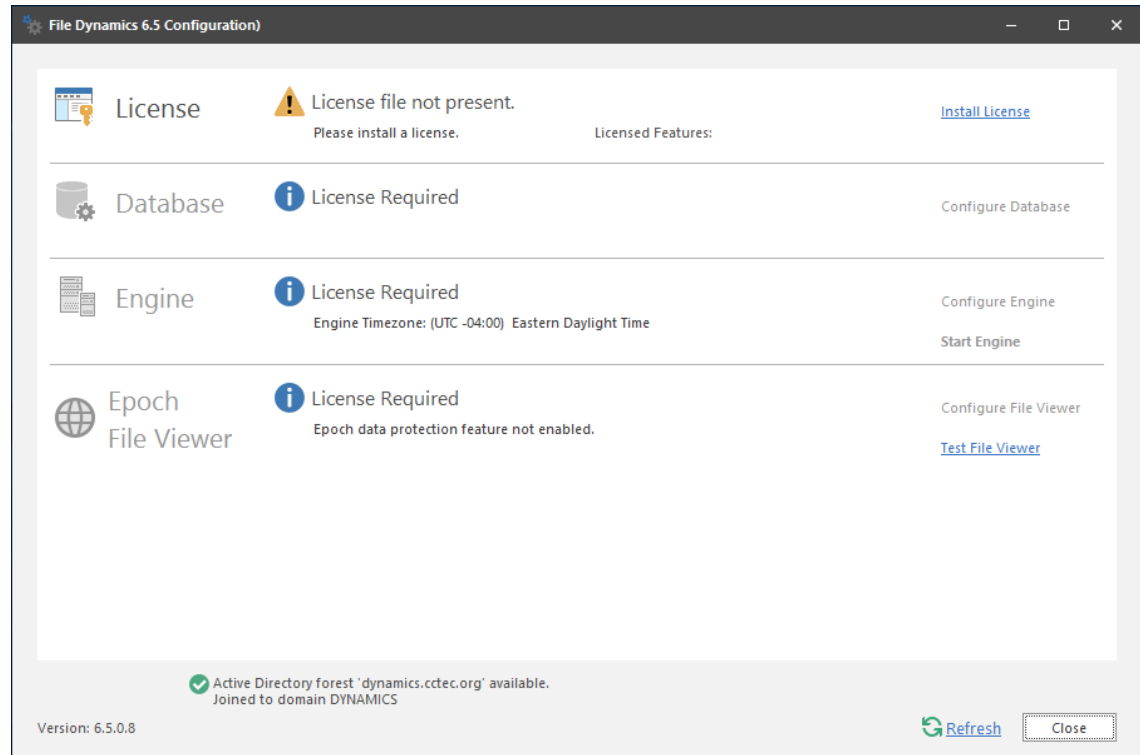 File Dynamics 6.5 Configuration)
License
License file not present.
Please install a license.
Licensed Features:
Install License
Database
License Required
Configure Database
Engine
License Required
Engine Timezone: (UTC -04:00) Eastern Daylight Time
Configure Engine
Start Engine
Epoch
File Viewer
License Required
Epoch data protection feature not enabled.
Configure File Viewer
Test File Viewer
Active Directory forest 'dynamics.cctec.org' available.
Joined to domain DYNAMICS
Version: 6.5.0.8
Refresh
Close